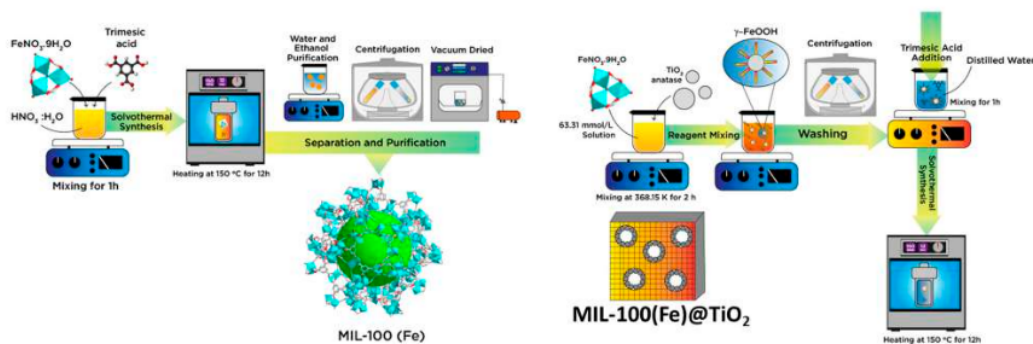 FeNO₃.9H₂O
Trimesic
acid
HNO₃ :H₂O
Mixing for 1h
Solvothermal
Synthesis
Heating at 150 ºC for 12h
Water and
Ethanol
Purification
Centrifugation
Vacuum Dried
Separation and Purification
MIL-100 (Fe)
FeNO₃.9H₂O
TiO₂
anatase
63.31 mmol/L
Solution
Mixing at 368.15 K for 2 h
Reagent Mixing
γ-FeOOH
Washing
Centrifugation
Trimesic Acid
Addition
Distilled Water
Mixing for 1h
Solvothermal
Synthesis
Heating at 150 ºC for 12h
MIL-100(Fe)@TiO₂